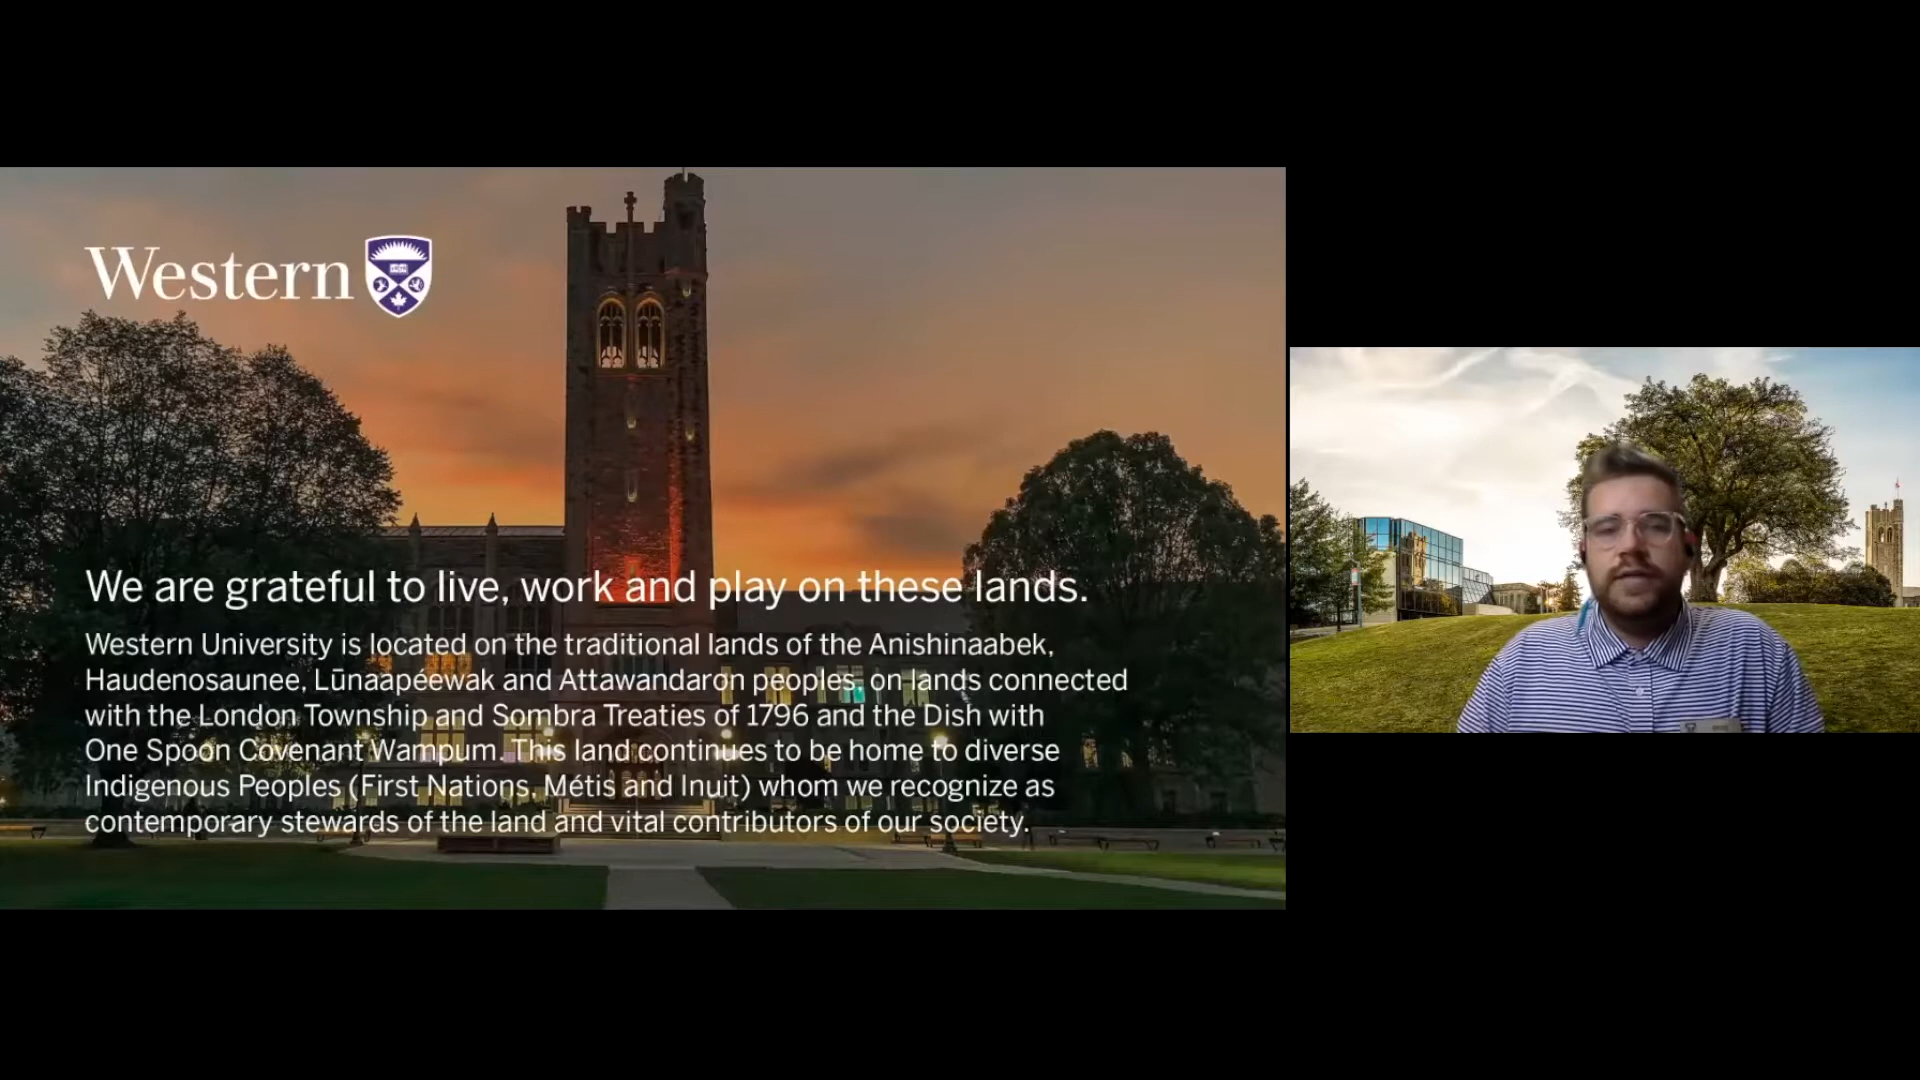 Western
We are grateful to live, work and play on these lands.
Western University is located on the traditional lands of the Anishinaabek,
Haudenosaunee, Lūnaapéewak and Attawandaron peoples, on lands connected
with the London Township and Sombra Treaties of 1796 and the Dish with
One Spoon Covenant Wampum. This land continues to be home to diverse
Indigenous Peoples (First Nations, Métis and Inuit) whom we recognize as
contemporary stewards of the land and vital contributors of our society.